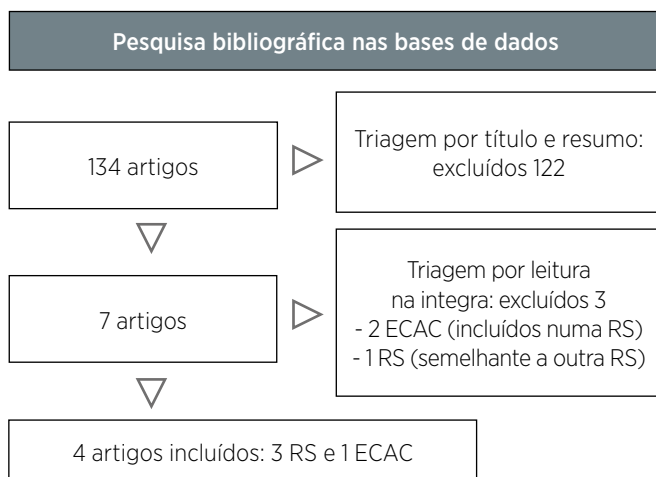 Pesquisa bibliográfica nas bases de dados
134 artigos
Triagem por título e resumo:
excluídos 122
7 artigos
Triagem por leitura
na integra: excluídos 3
- 2 ECAC (incluídos numa RS)
- 1 RS (semelhante a outra RS)
4 artigos incluídos: 3 RS e 1 ECAC